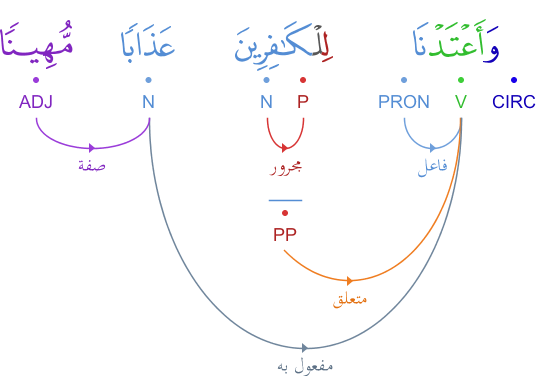 وَأَعْتَدْنَا لِلْكَـٰفِرِينَ عَذَابًا مُّهِينًا
CIRC V PRON P N N ADJ
فاعل مجرور صفة
PP
متعلق
مفعول به